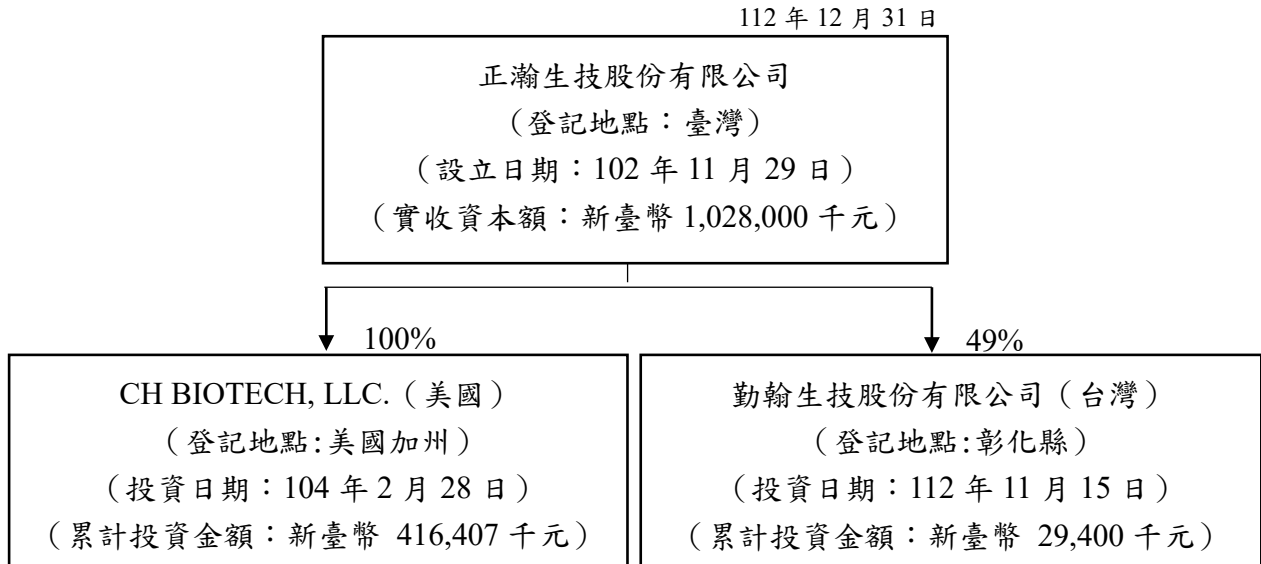 112 年 12 月 31 日
正瀚生技股份有限公司
（登記地點：臺灣）
（設立日期：102 年 11 月 29 日）
（實收資本額：新臺幣 1,028,000 千元）
100%
49%
CH BIOTECH, LLC.（美國）
（登記地點:美國加州）
（投資日期：104 年 2 月 28 日）
（累計投資金額：新臺幣 416,407 千元）
勤翰生技股份有限公司（台灣）
（登記地點:彰化縣）
（投資日期：112 年 11 月 15 日）
（累計投資金額：新臺幣 29,400 千元）